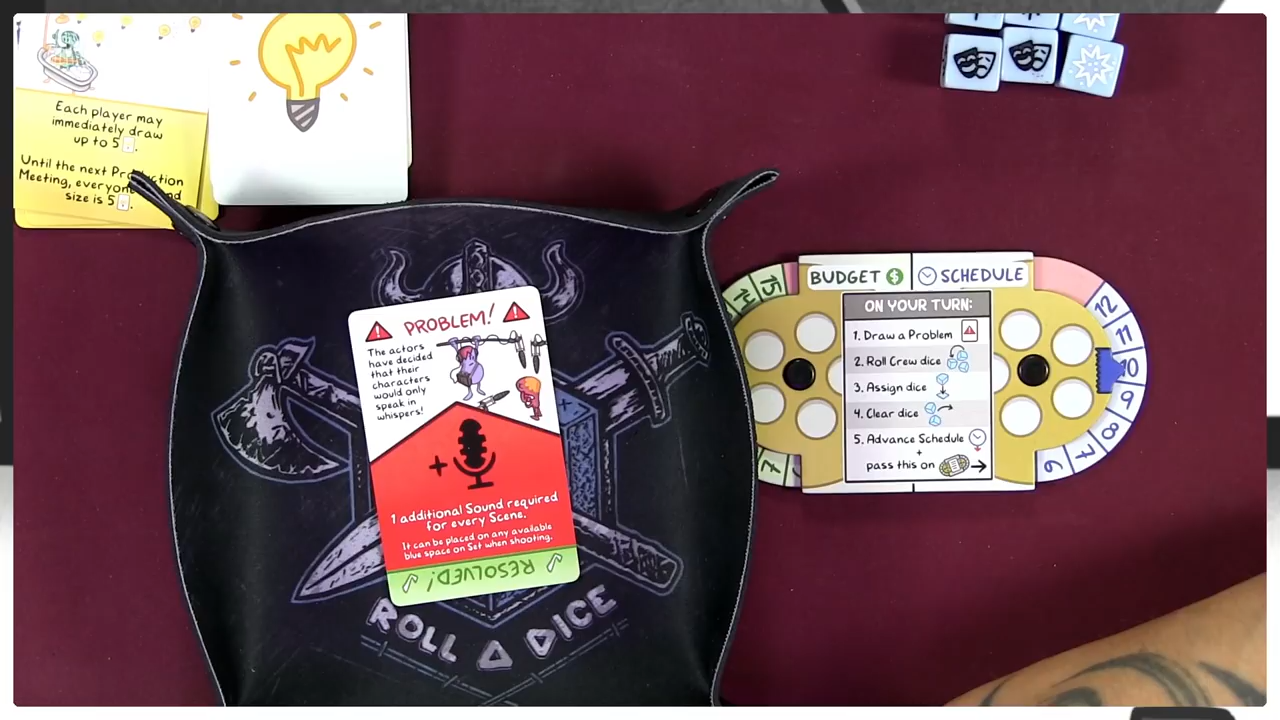 Each player may
immediately draw
up to 5
Until the next Production
Meeting, everyone's hand
size is 5
PROBLEM!
The actors
have decided
that their
characters
would only
speak in
whispers!
+
1 additional Sound required
for every Scene.
It can be placed on any available
blue space on Set when shooting.
RESOLVED!
ROLL A DICE
BUDGET $
SCHEDULE
ON YOUR TURN:
1. Draw a Problem
2. Roll Crew dice
3. Assign dice
4. Clear dice
5. Advance Schedule
+
pass this on
15
14
7
12
11
10
9
8
7
6